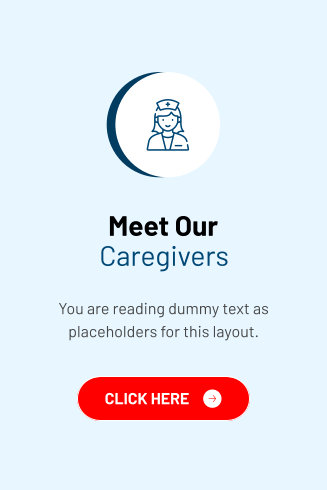 Meet Our
Caregivers
You are reading dummy text as
placeholders for this layout.
CLICK HERE